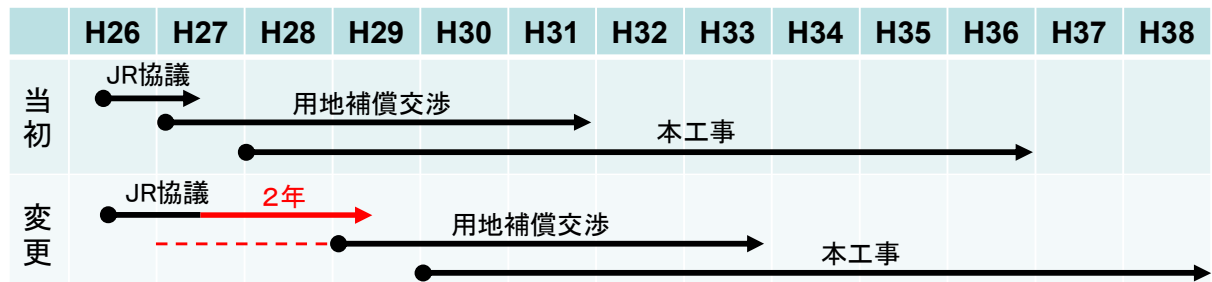 H26 H27 H28 H29 H30 H31 H32 H33 H34 H35 H36 H37 H38
当初
JR協議
用地補償交渉
本工事
変更
JR協議
２年
用地補償交渉
本工事